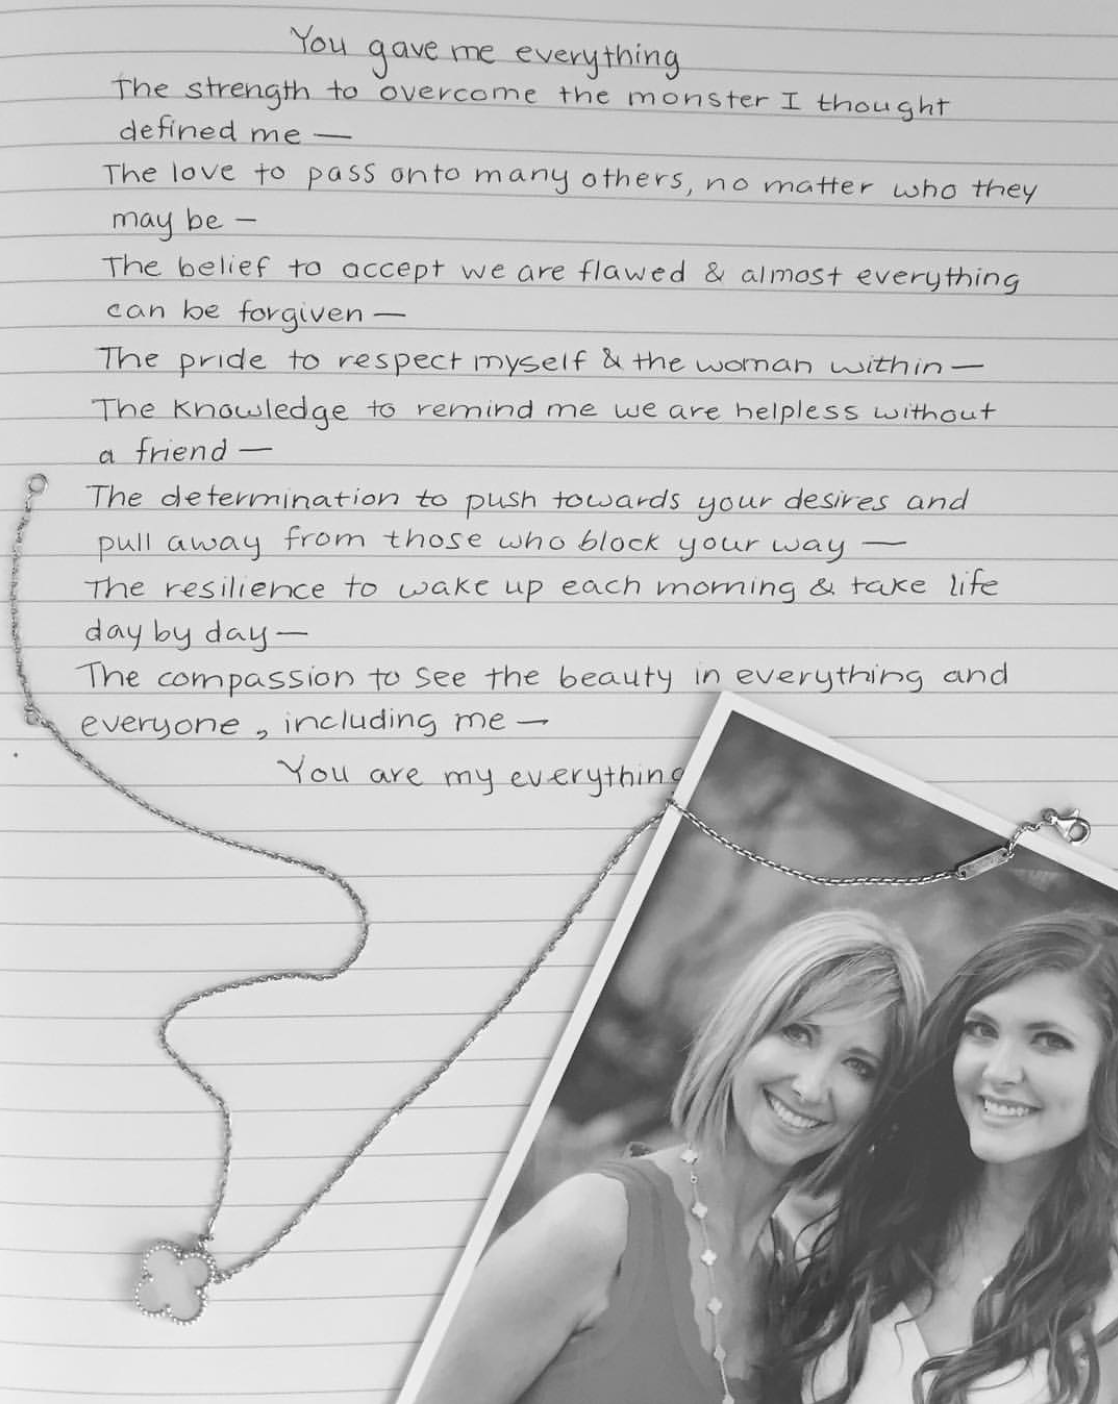 You gave me everything
The strength to overcome the monster I thought
defined me —
The love to pass onto many others, no matter who they
may be —
The belief to accept we are flawed & almost everything
can be forgiven —
The pride to respect myself & the woman within —
The knowledge to remind me we are helpless without
a friend —
The determination to push towards your desires and
pull away from those who block your way —
The resilience to wake up each morning & take life
day by day —
The compassion to see the beauty in everything and
everyone, including me —
You are my everything